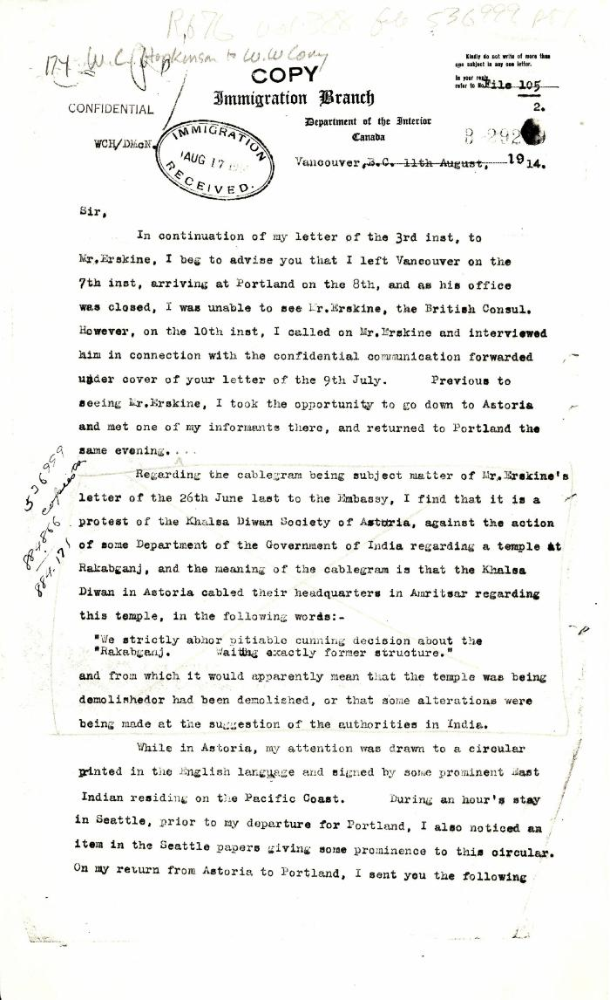 RG76 vol. 388 file 536999 pt 1
174 W.C. Hopkinson to W.W. Cory
Kindly do not write of more than
one subject in any one letter.
COPY
In your reply
refer to No. File 105
Immigration Branch
2.
CONFIDENTIAL
Department of the Interior
Canada
WCH/DMcN.
IMMIGRATION
AUG 17
RECEIVED.
Vancouver, B.C. 11th August, 1914.
Sir,
In continuation of my letter of the 3rd inst, to
Mr.Erskine, I beg to advise you that I left Vancouver on the
7th inst, arriving at Portland on the 8th, and as his office
was closed, I was unable to see Mr.Erskine, the British Consul.
However, on the 10th inst, I called on Mr.Erskine and interviewed
him in connection with the confidential communication forwarded
under cover of your letter of the 9th July. Previous to
seeing Mr.Erskine, I took the opportunity to go down to Astoria
and met one of my informants there, and returned to Portland the
same evening. . . .
Regarding the cablegram being subject matter of Mr.Erskine's
letter of the 26th June last to the Embassy, I find that it is a
protest of the Khalsa Diwan Society of Astoria, against the action
of some Department of the Government of India regarding a temple at
Rakabganj, and the meaning of the cablegram is that the Khalsa
Diwan in Astoria cabled their headquarters in Amritsar regarding
this temple, in the following words:-
"We strictly abhor pitiable cunning decision about the
"Rakabganj. Waiting exactly former structure."
and from which it would apparently mean that the temple was being
demolishedor had been demolished, or that some alterations were
being made at the suggestion of the authorities in India.
While in Astoria, my attention was drawn to a circular
printed in the English language and signed by some prominent East
Indian residing on the Pacific Coast. During an hour's stay
in Seattle, prior to my departure for Portland, I also noticed an
item in the Seattle papers giving some prominence to this circular.
On my return from Astoria to Portland, I sent you the following
536999
copies on
884866
884.171